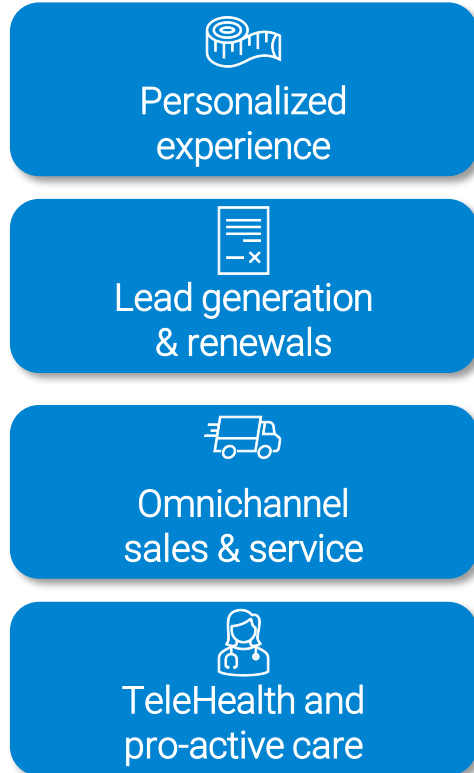 Personalized
experience
Lead generation
& renewals
Omnichannel
sales & service
TeleHealth and
pro-active care